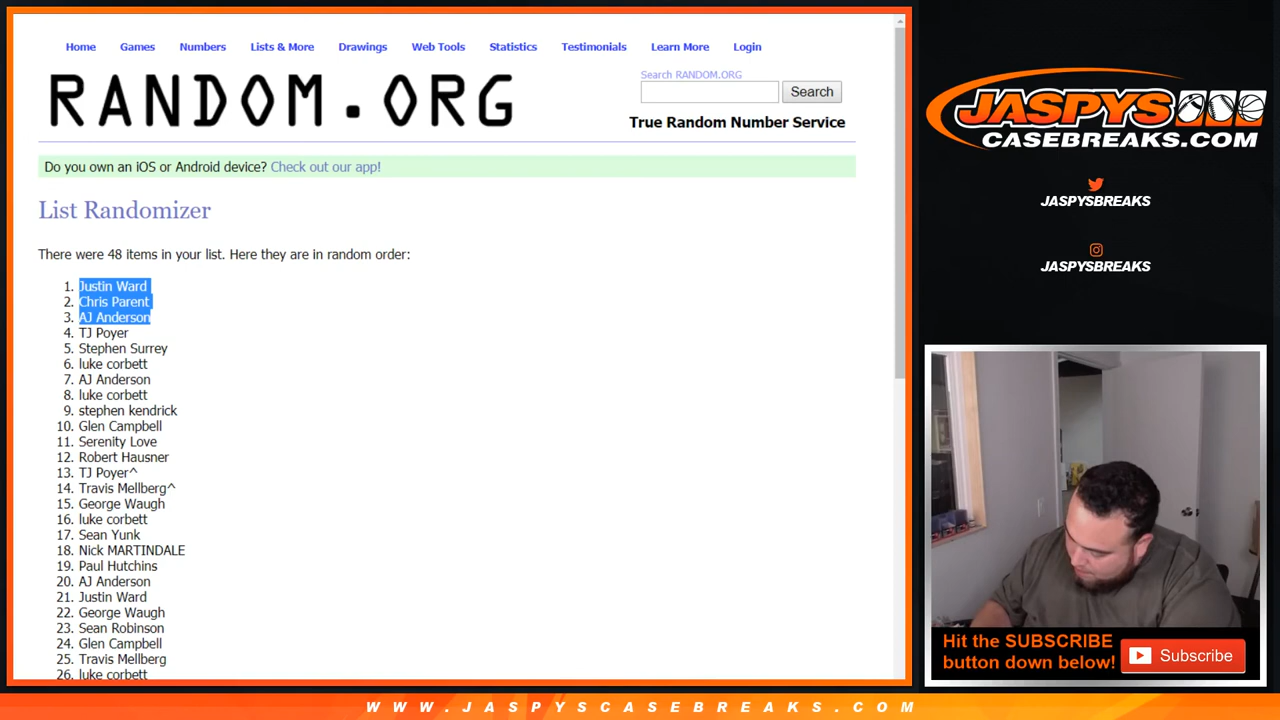 Home Games Numbers Lists & More Drawings Web Tools Statistics Testimonials Learn More Login
RANDOM.ORG
Search RANDOM.ORG
Search
True Random Number Service
Do you own an iOS or Android device? Check out our app!
List Randomizer
There were 48 items in your list. Here they are in random order:
1. Justin Ward
2. Chris Parent
3. AJ Anderson
4. TJ Poyer
5. Stephen Surrey
6. luke corbett
7. AJ Anderson
8. luke corbett
9. stephen kendrick
10. Glen Campbell
11. Serenity Love
12. Robert Hausner
13. TJ Poyer^
14. Travis Mellberg^
15. George Waugh
16. luke corbett
17. Sean Yunk
18. Nick MARTINDALE
19. Paul Hutchins
20. AJ Anderson
21. Justin Ward
22. George Waugh
23. Sean Robinson
24. Glen Campbell
25. Travis Mellberg
26. luke corbett
JASPYS
CASEBREAKS.COM
JASPYSBREAKS
JASPYSBREAKS
Hit the SUBSCRIBE
button down below!
Subscribe
WWW.JASPYSCASEBREAKS.COM